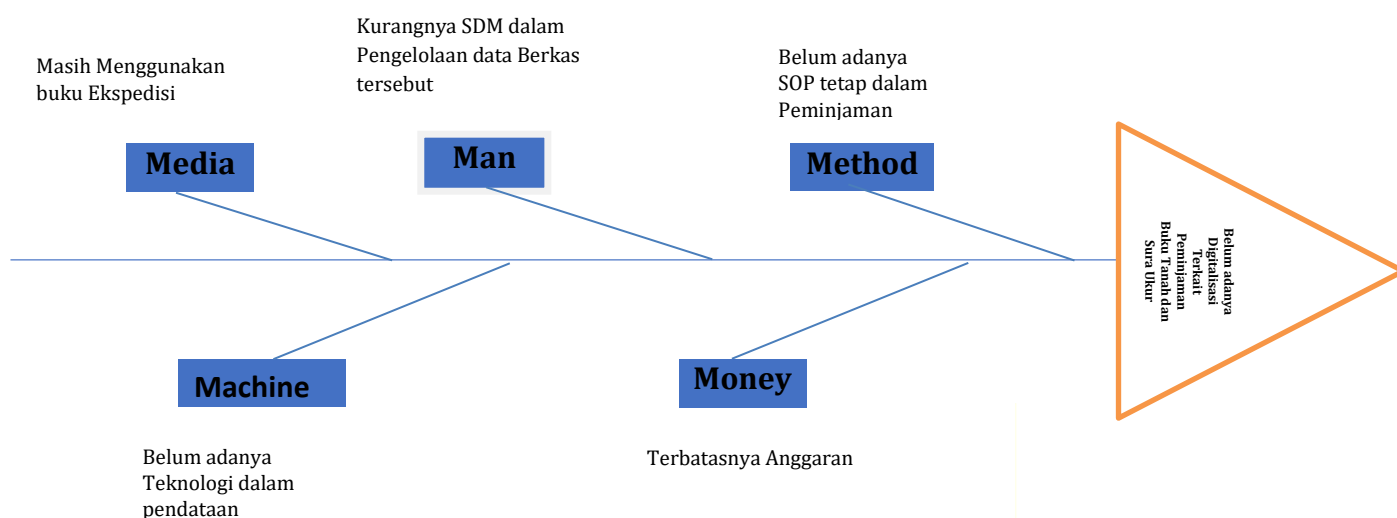 Masih Menggunakan
buku Ekspedisi
Kurangnya SDM dalam
Pengelolaan data Berkas
tersebut
Belum adanya
SOP tetap dalam
Peminjaman
Media
Man
Method
Belum adanya
Digitalisasi
Terkait
Peminjaman
Buku Tanah dan
Sura Ulkur
Machine
Money
Belum adanya
Teknologi dalam
pendataan
Terbatasnya Anggaran